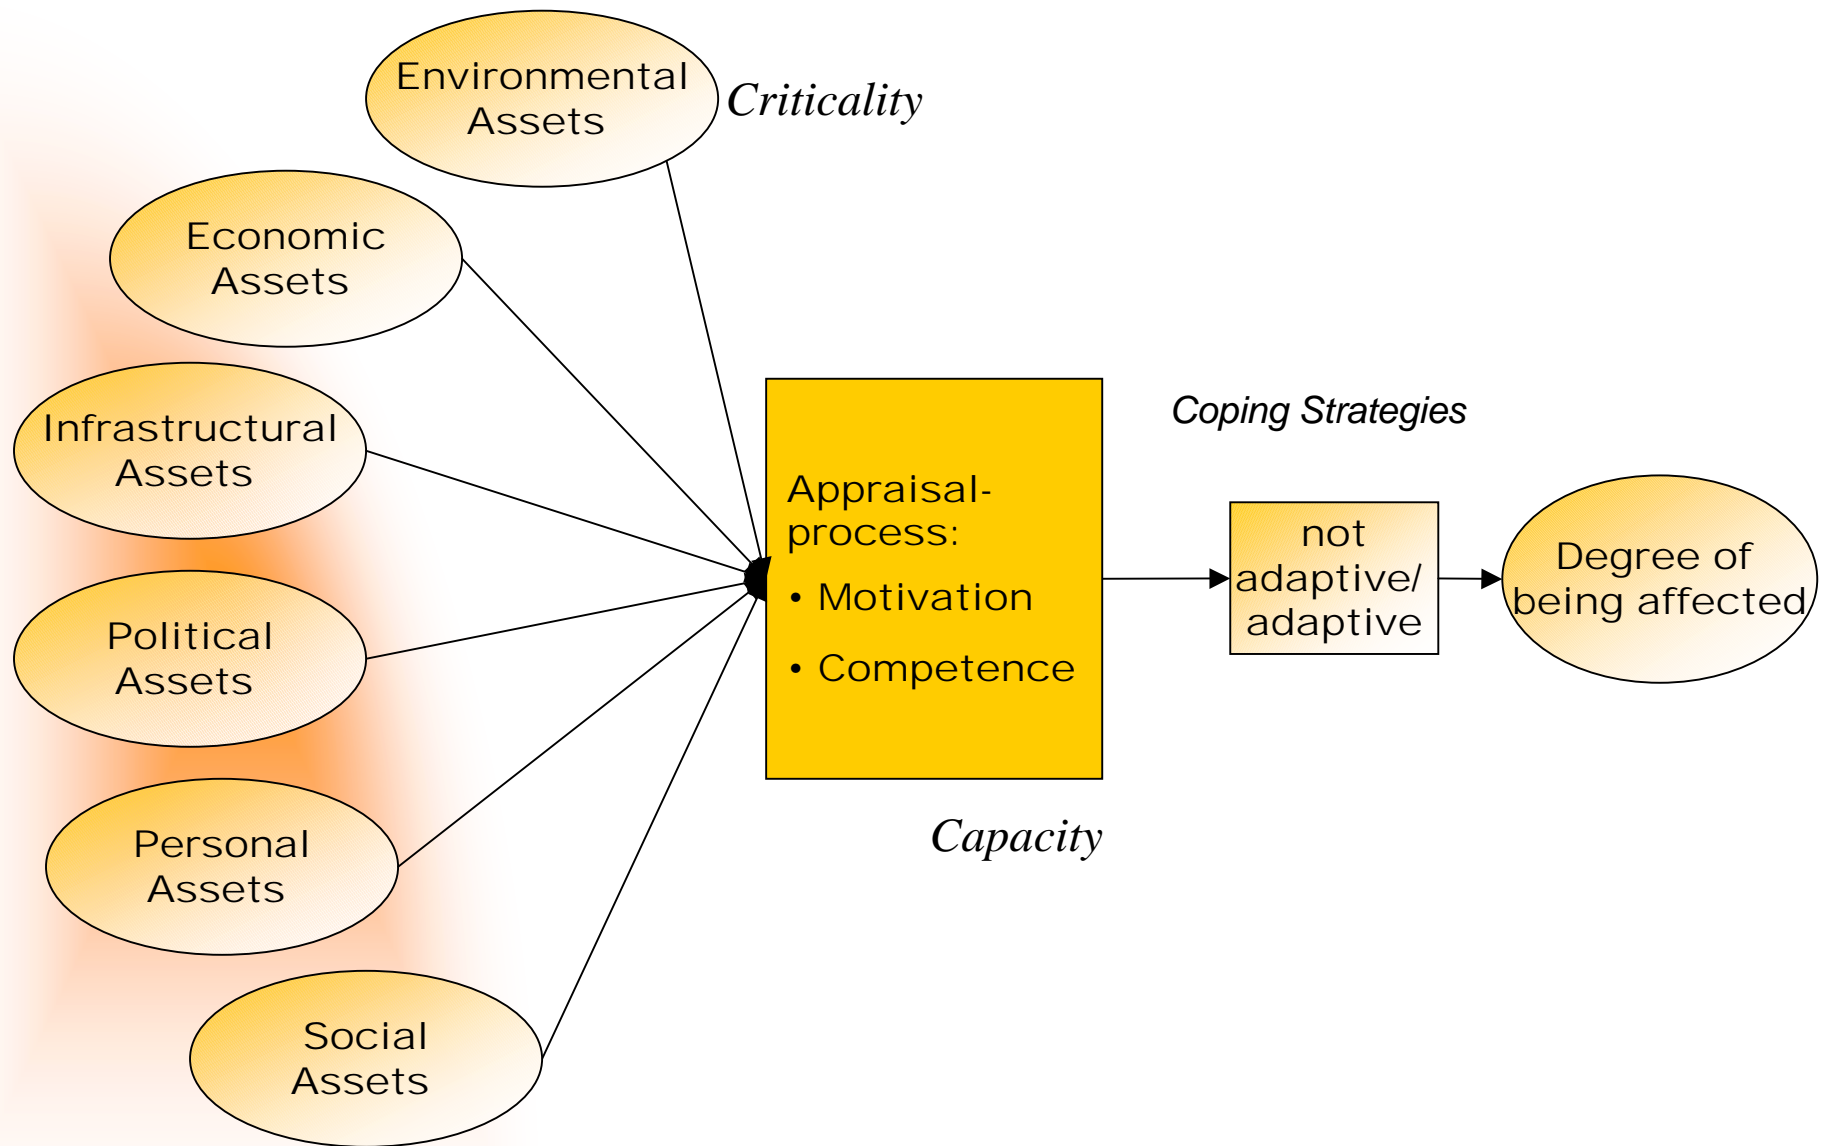 Environmental
Assets
Criticality
Economic
Assets
Infrastructural
Assets
Political
Assets
Personal
Assets
Social
Assets
Appraisal-
process:
• Motivation
• Competence
Capacity
Coping Strategies
not
adaptive/
adaptive
Degree of
being affected